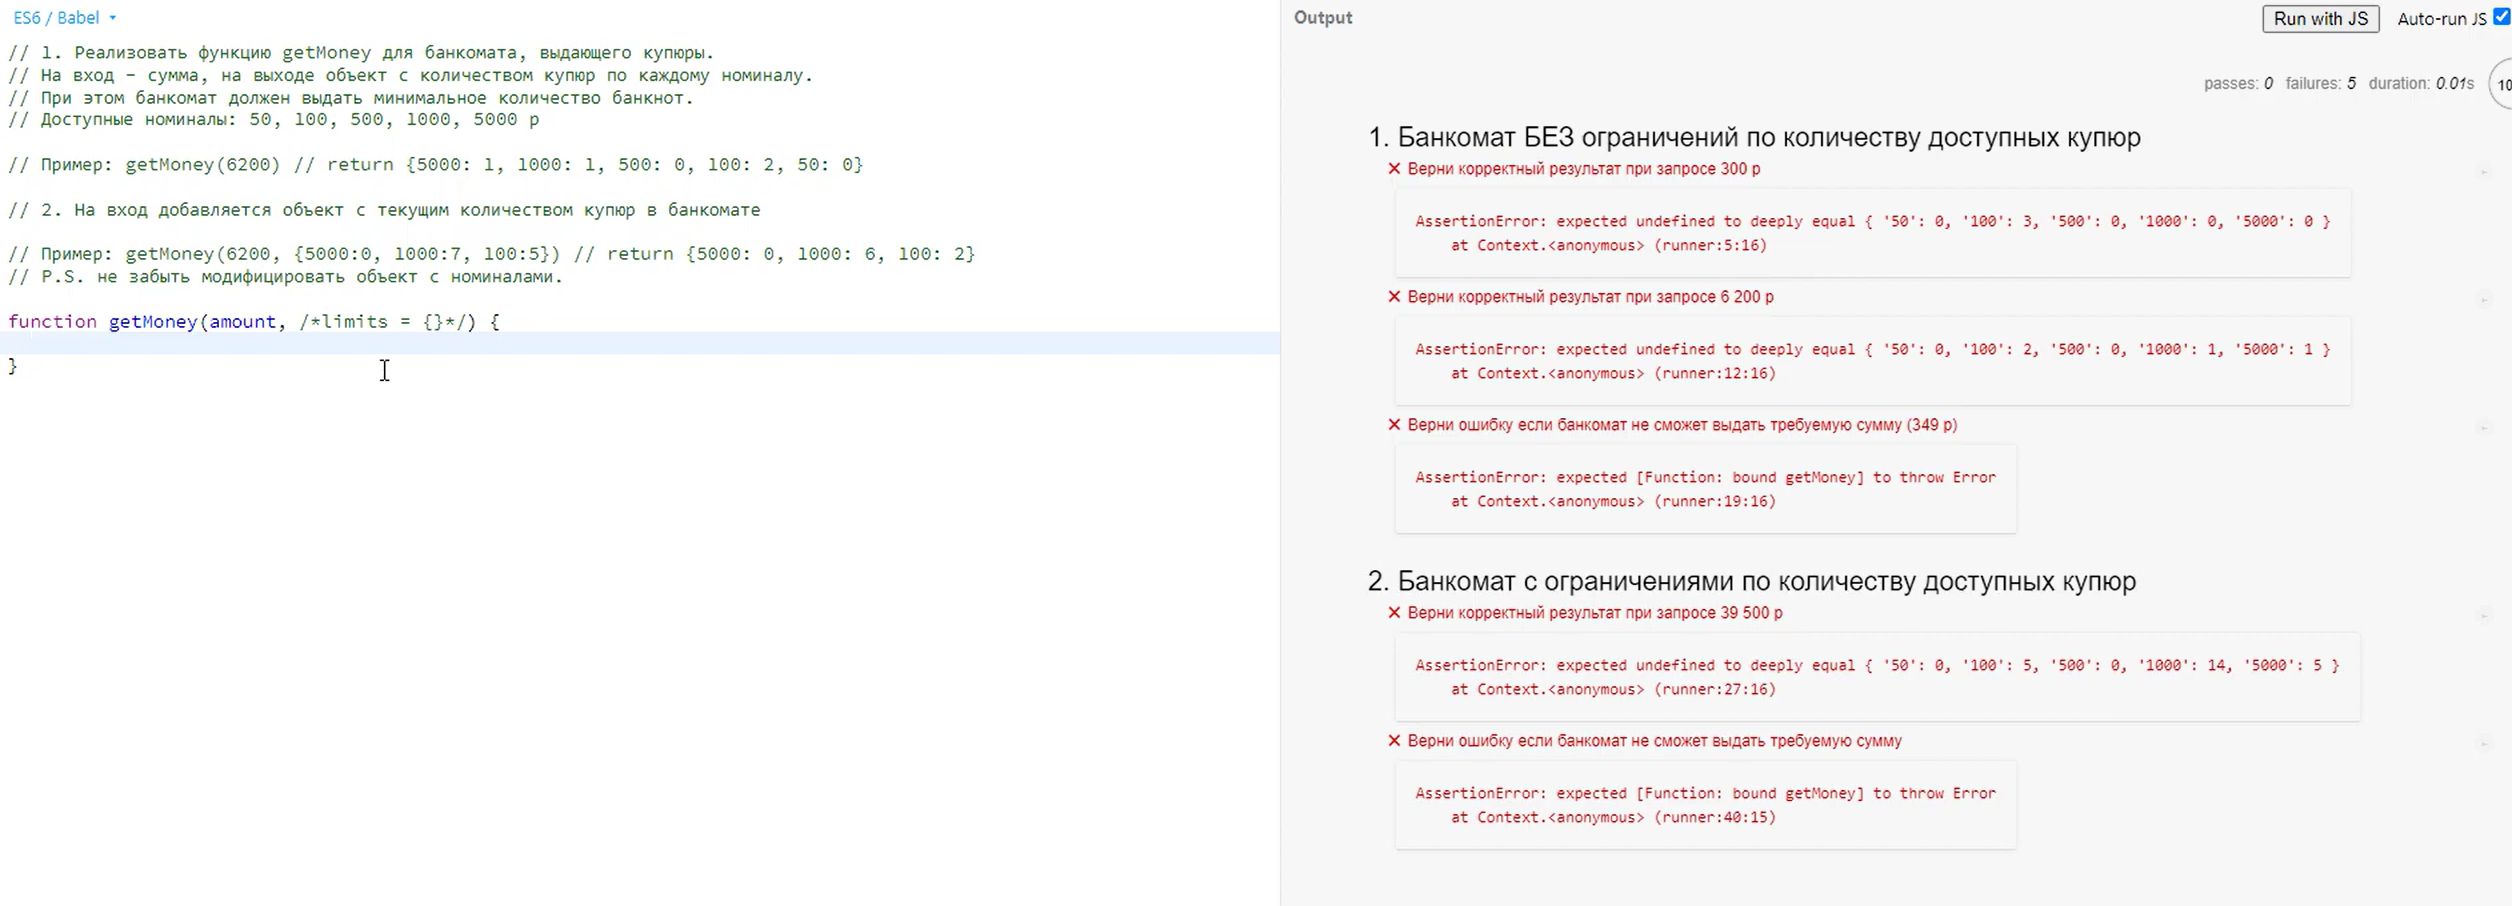 ES6 / Babel
// 1. Реализовать функцию getMoney для банкомата, выдающего купюры.
// На вход – сумма, на выходе объект с количеством купюр по каждому номиналу.
// При этом банкомат должен выдать минимальное количество банкнот.
// Доступные номиналы: 50, 100, 500, 1000, 5000 р
// Пример: getMoney(6200) // return {5000: 1, 1000: 1, 500: 0, 100: 2, 50: 0}
// 2. На вход добавляется объект с текущим количеством купюр в банкомате
// Пример: getMoney(6200, {5000:0, 1000:7, 100:5}) // return {5000: 0, 1000: 6, 100: 2}
// P.S. не забыть модифицировать объект с номиналами.
function getMoney(amount, /*limits = {}*/) {
}
Output
Run with JS
Auto-run JS
passes: 0 failures: 5 duration: 0.01s
10
1. Банкомат БЕЗ ограничений по количеству доступных купюр
✕ Верни корректный результат при запросе 300 р
AssertionError: expected undefined to deeply equal { '50': 0, '100': 3, '500': 0, '1000': 0, '5000': 0 }
at Context.<anonymous> (runner:5:16)
✕ Верни корректный результат при запросе 6 200 р
AssertionError: expected undefined to deeply equal { '50': 0, '100': 2, '500': 0, '1000': 1, '5000': 1 }
at Context.<anonymous> (runner:12:16)
✕ Верни ошибку если банкомат не сможет выдать требуемую сумму (349 р)
AssertionError: expected [Function: bound getMoney] to throw Error
at Context.<anonymous> (runner:19:16)
2. Банкомат с ограничениями по количеству доступных купюр
✕ Верни корректный результат при запросе 39 500 р
AssertionError: expected undefined to deeply equal { '50': 0, '100': 5, '500': 0, '1000': 14, '5000': 5 }
at Context.<anonymous> (runner:27:16)
✕ Верни ошибку если банкомат не сможет выдать требуемую сумму
AssertionError: expected [Function: bound getMoney] to throw Error
at Context.<anonymous> (runner:40:15)